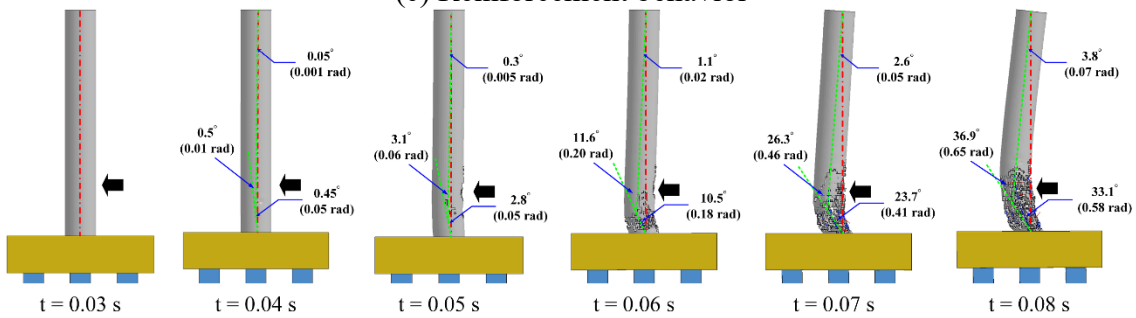 (c) Reinforcement behavior
0.05°
(0.001 rad)
0.5°
(0.01 rad)
0.45°
(0.05 rad)
0.3°
(0.005 rad)
3.1°
(0.06 rad)
2.8°
(0.05 rad)
1.1°
(0.02 rad)
11.6°
(0.20 rad)
10.5°
(0.18 rad)
2.6°
(0.05 rad)
26.3°
(0.46 rad)
23.7°
(0.41 rad)
3.8°
(0.07 rad)
36.9°
(0.65 rad)
33.1°
(0.58 rad)
t = 0.03 s
t = 0.04 s
t = 0.05 s
t = 0.06 s
t = 0.07 s
t = 0.08 s